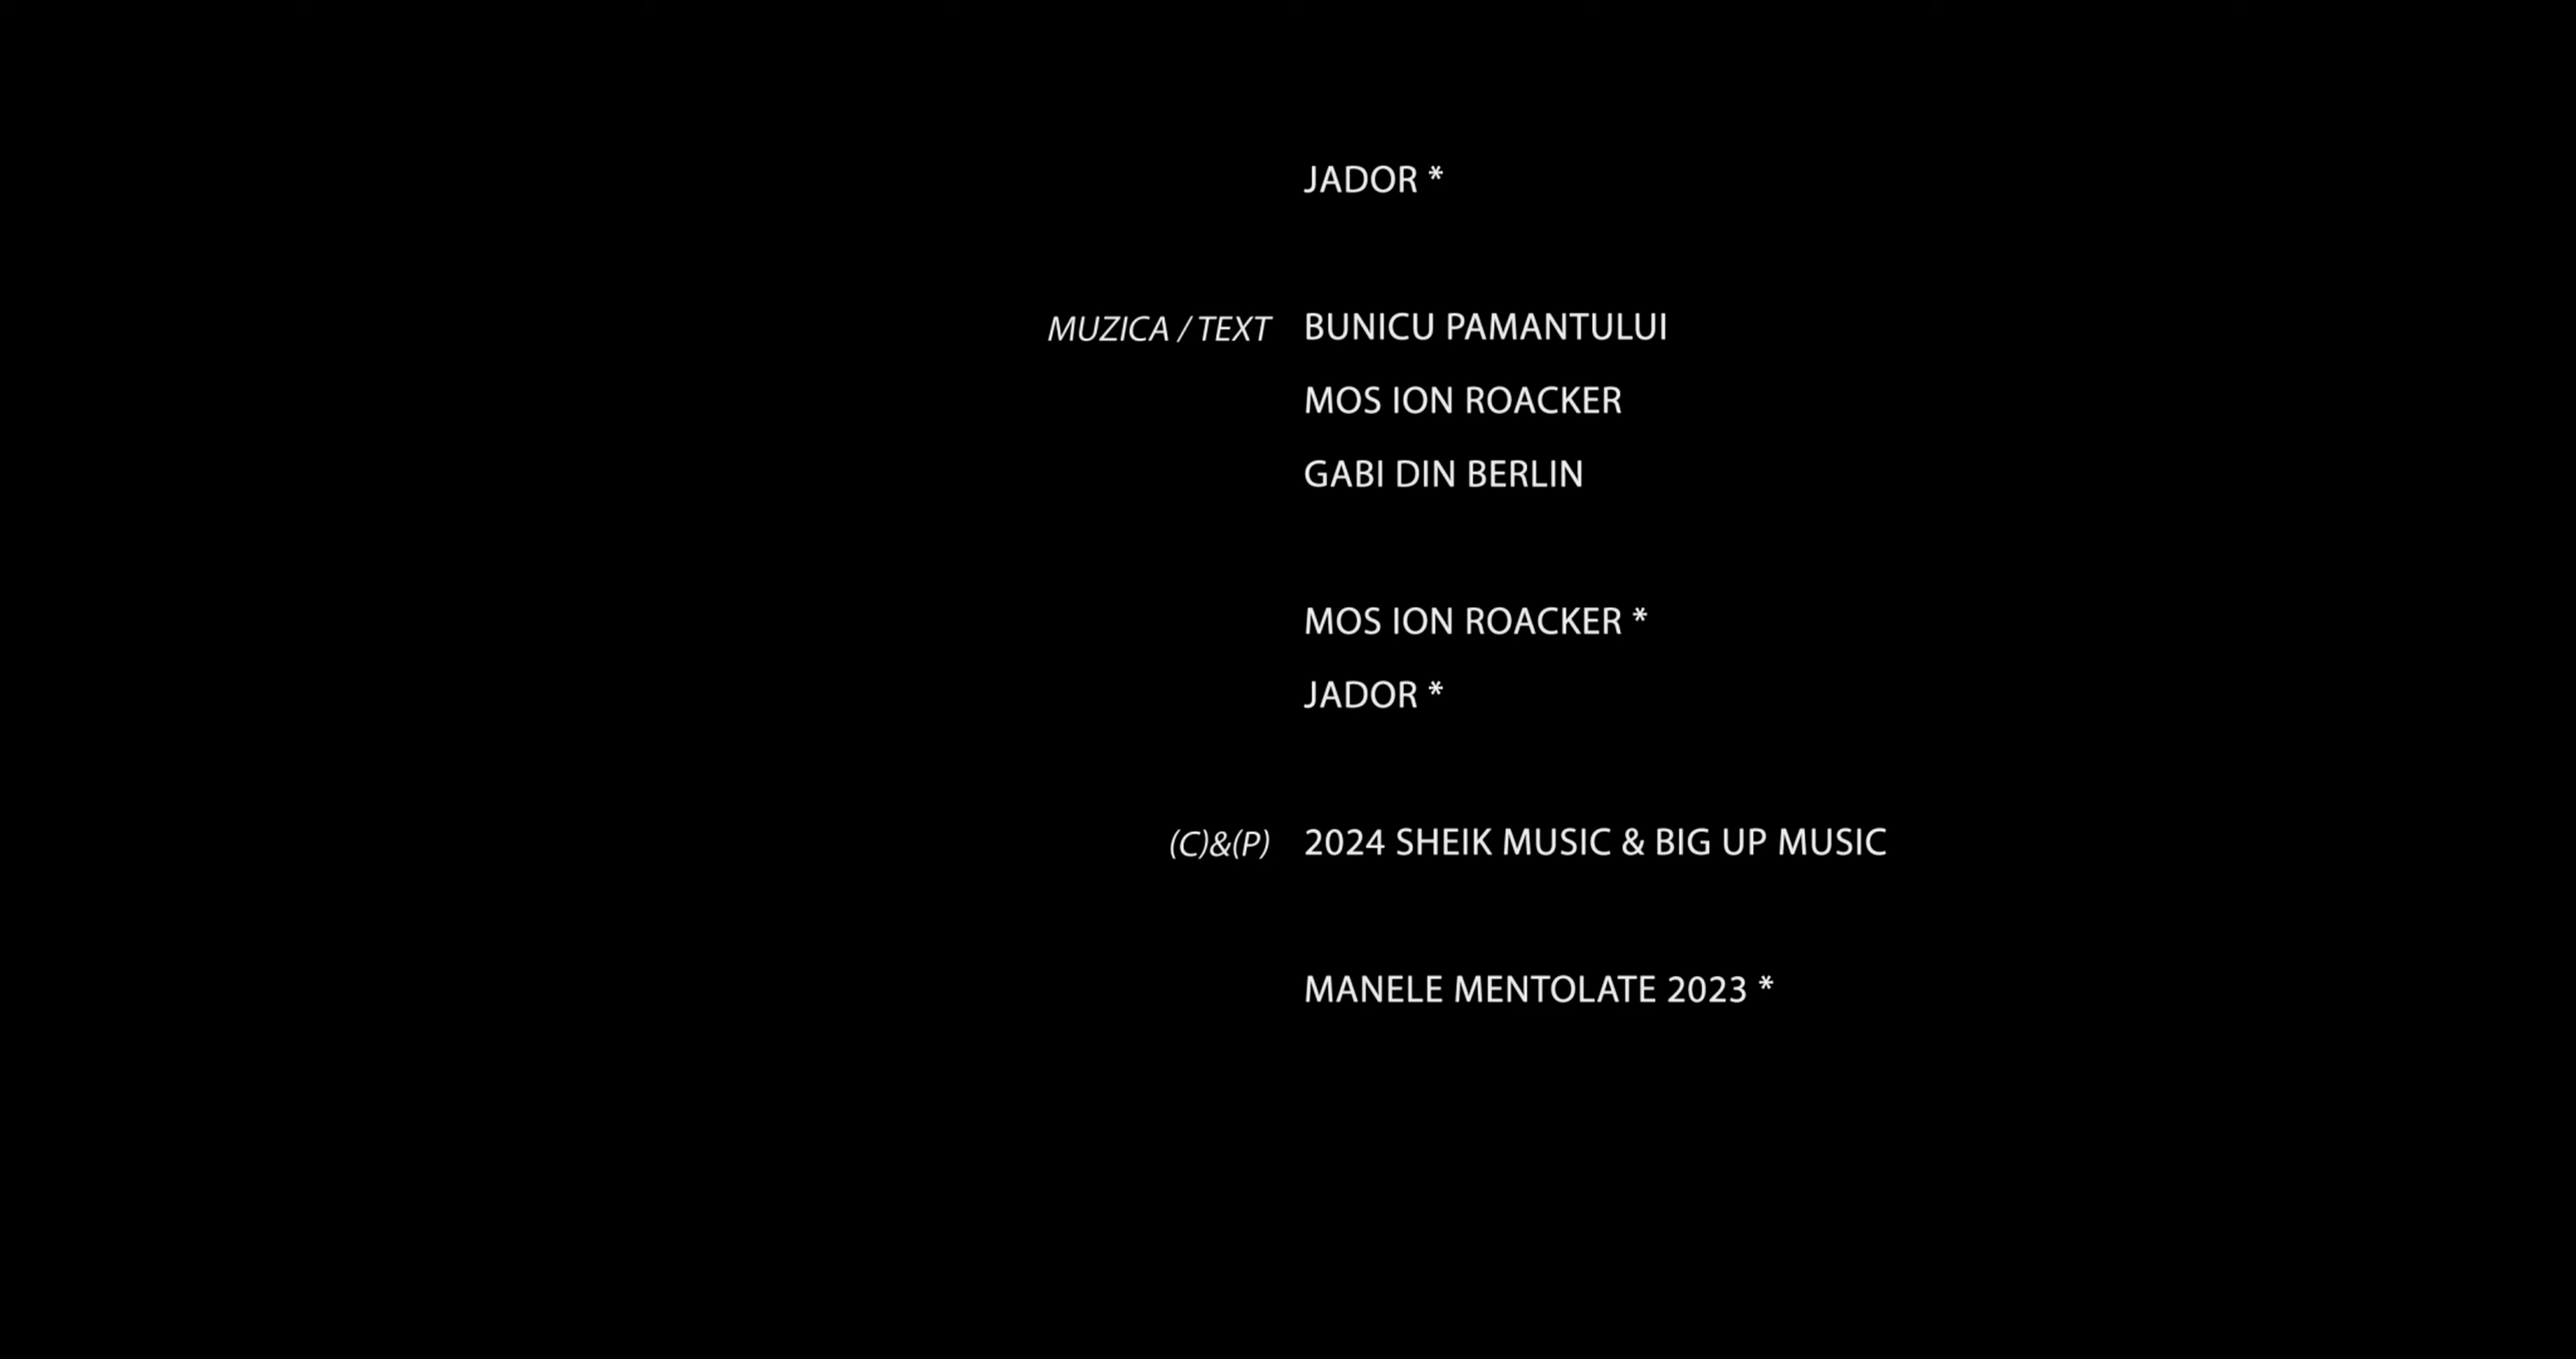 JADOR *
MUZICA / TEXT BUNICU PAMANTULUI
MOS ION ROACKER
GABI DIN BERLIN
MOS ION ROACKER *
JADOR *
(C)&(P) 2024 SHEIK MUSIC & BIG UP MUSIC
MANELE MENTOLATE 2023 *